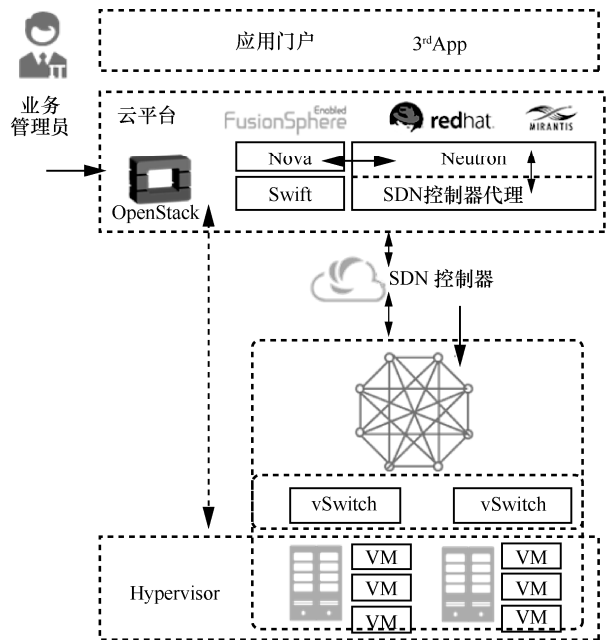 应用门户 3rdApp
业务
管理员
云平台
FusionSphere Enabled
redhat.
MIRANTIS
OpenStack
Nova
Neutron
Swift
SDN控制器代理
SDN 控制器
vSwitch
vSwitch
Hypervisor
VM
VM
VM
VM
VM
VM